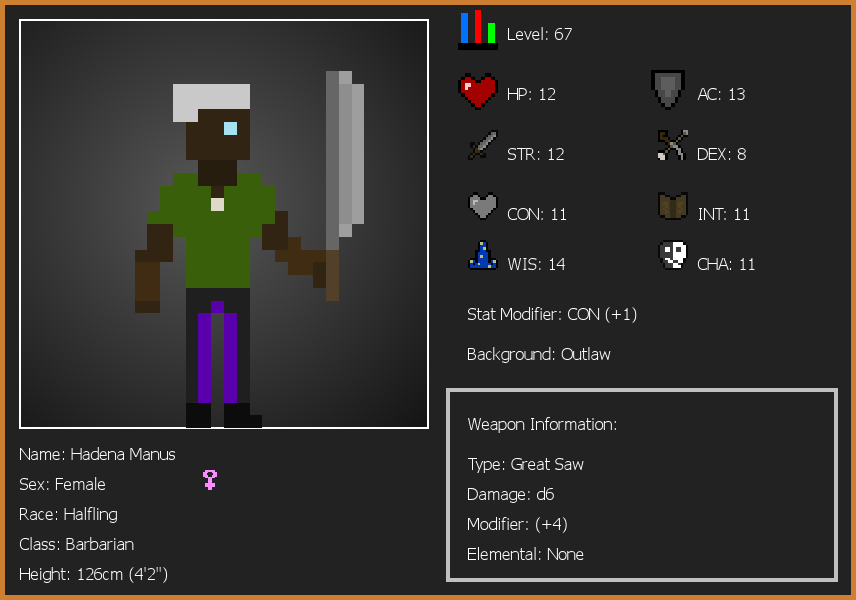 Level: 67
HP: 12
AC: 13
STR: 12
DEX: 8
CON: 11
INT: 11
WIS: 14
CHA: 11
Stat Modifier: CON (+1)
Background: Outlaw
Weapon Information:
Type: Great Saw
Damage: d6
Modifier: (+4)
Elemental: None
Name: Hadena Manus
Sex: Female
Race: Halfling
Class: Barbarian
Height: 126cm (4'2")